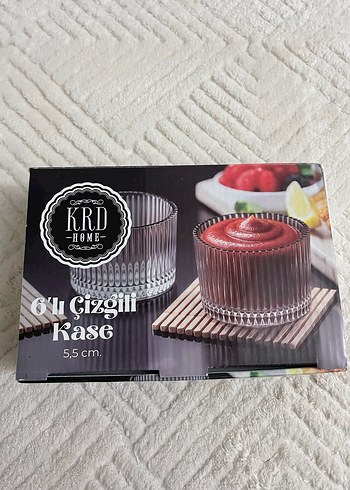 KRD
HOME
6'lı Çizgili
Kase
5,5 cm.